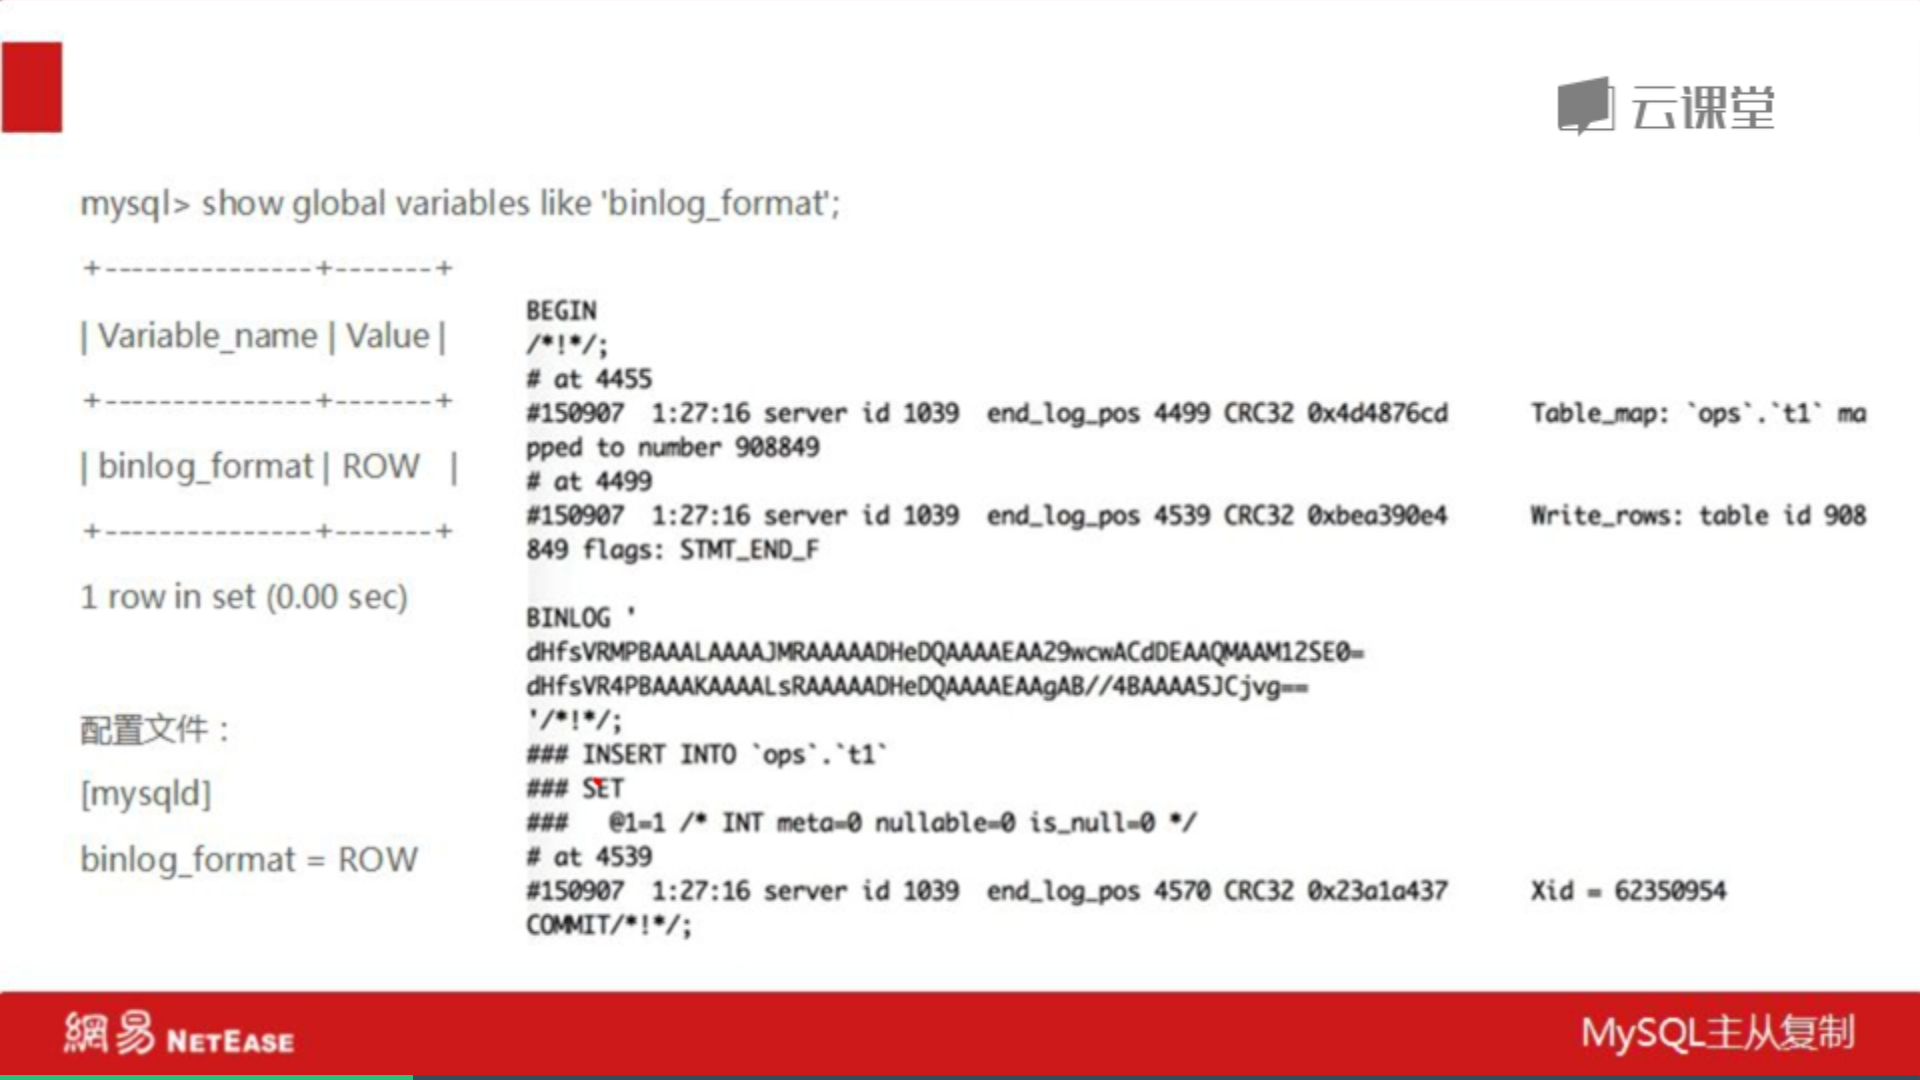 云课堂
mysql> show global variables like 'binlog_format';
+---------------+-------+
| Variable_name | Value |
+---------------+-------+
| binlog_format | ROW |
+---------------+-------+
1 row in set (0.00 sec)
配置文件：
[mysqld]
binlog_format = ROW
BEGIN
/*!*/;
# at 4455
#150907 1:27:16 server id 1039 end_log_pos 4499 CRC32 0x4d4876cd Table_map: `ops`.`t1` ma
pped to number 908849
# at 4499
#150907 1:27:16 server id 1039 end_log_pos 4539 CRC32 0xbea390e4 Write_rows: table id 908
849 flags: STMT_END_F
BINLOG '
dHfsVRMPBAAALAAAAJMRAAAAADHeDQAAAAEAA29wcwACdDEAAQMAAM12SE0=
dHfsVR4PBAAAKAAAALsRAAAAADHeDQAAAAEAAgAB//4BAAAA5JCjvg==
'/*!*/;
### INSERT INTO `ops`.`t1`
### SET
### @1=1 /* INT meta=0 nullable=0 is_null=0 */
# at 4539
#150907 1:27:16 server id 1039 end_log_pos 4570 CRC32 0x23a1a437 Xid = 62350954
COMMIT/*!*/;
網易 NETEASE
MySQL主从复制